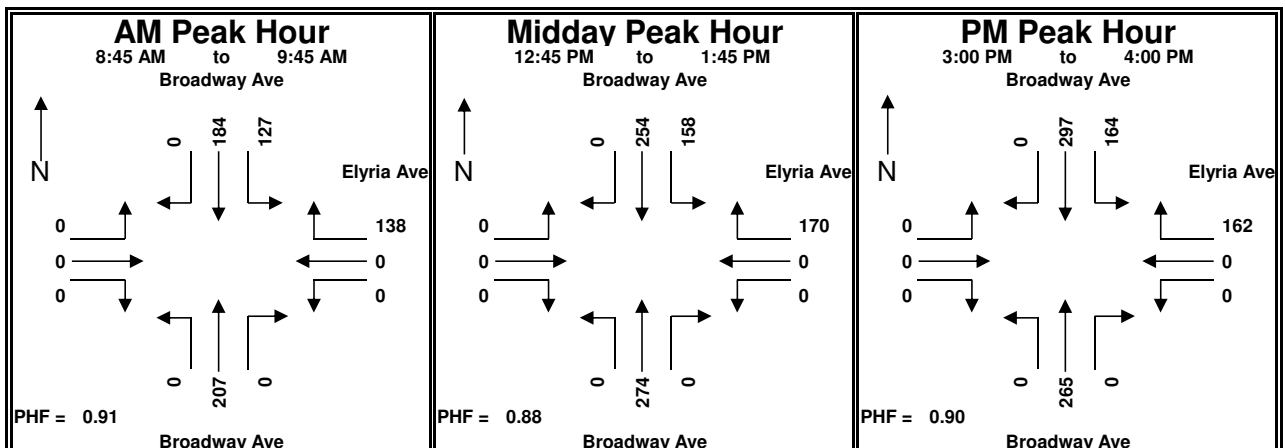 AM Peak Hour
8:45 AM to 9:45 AM
Broadway Ave
0 184 127
N
Elyria Ave
0 138
0 0
0 0
0 207 0
PHF = 0.91
Broadway Ave
Midday Peak Hour
12:45 PM to 1:45 PM
Broadway Ave
0 254 158
N
Elyria Ave
0 170
0 0
0 0
0 274 0
PHF = 0.88
Broadway Ave
PM Peak Hour
3:00 PM to 4:00 PM
Broadway Ave
0 297 164
N
Elyria Ave
0 162
0 0
0 0
0 265 0
PHF = 0.90
Broadway Ave